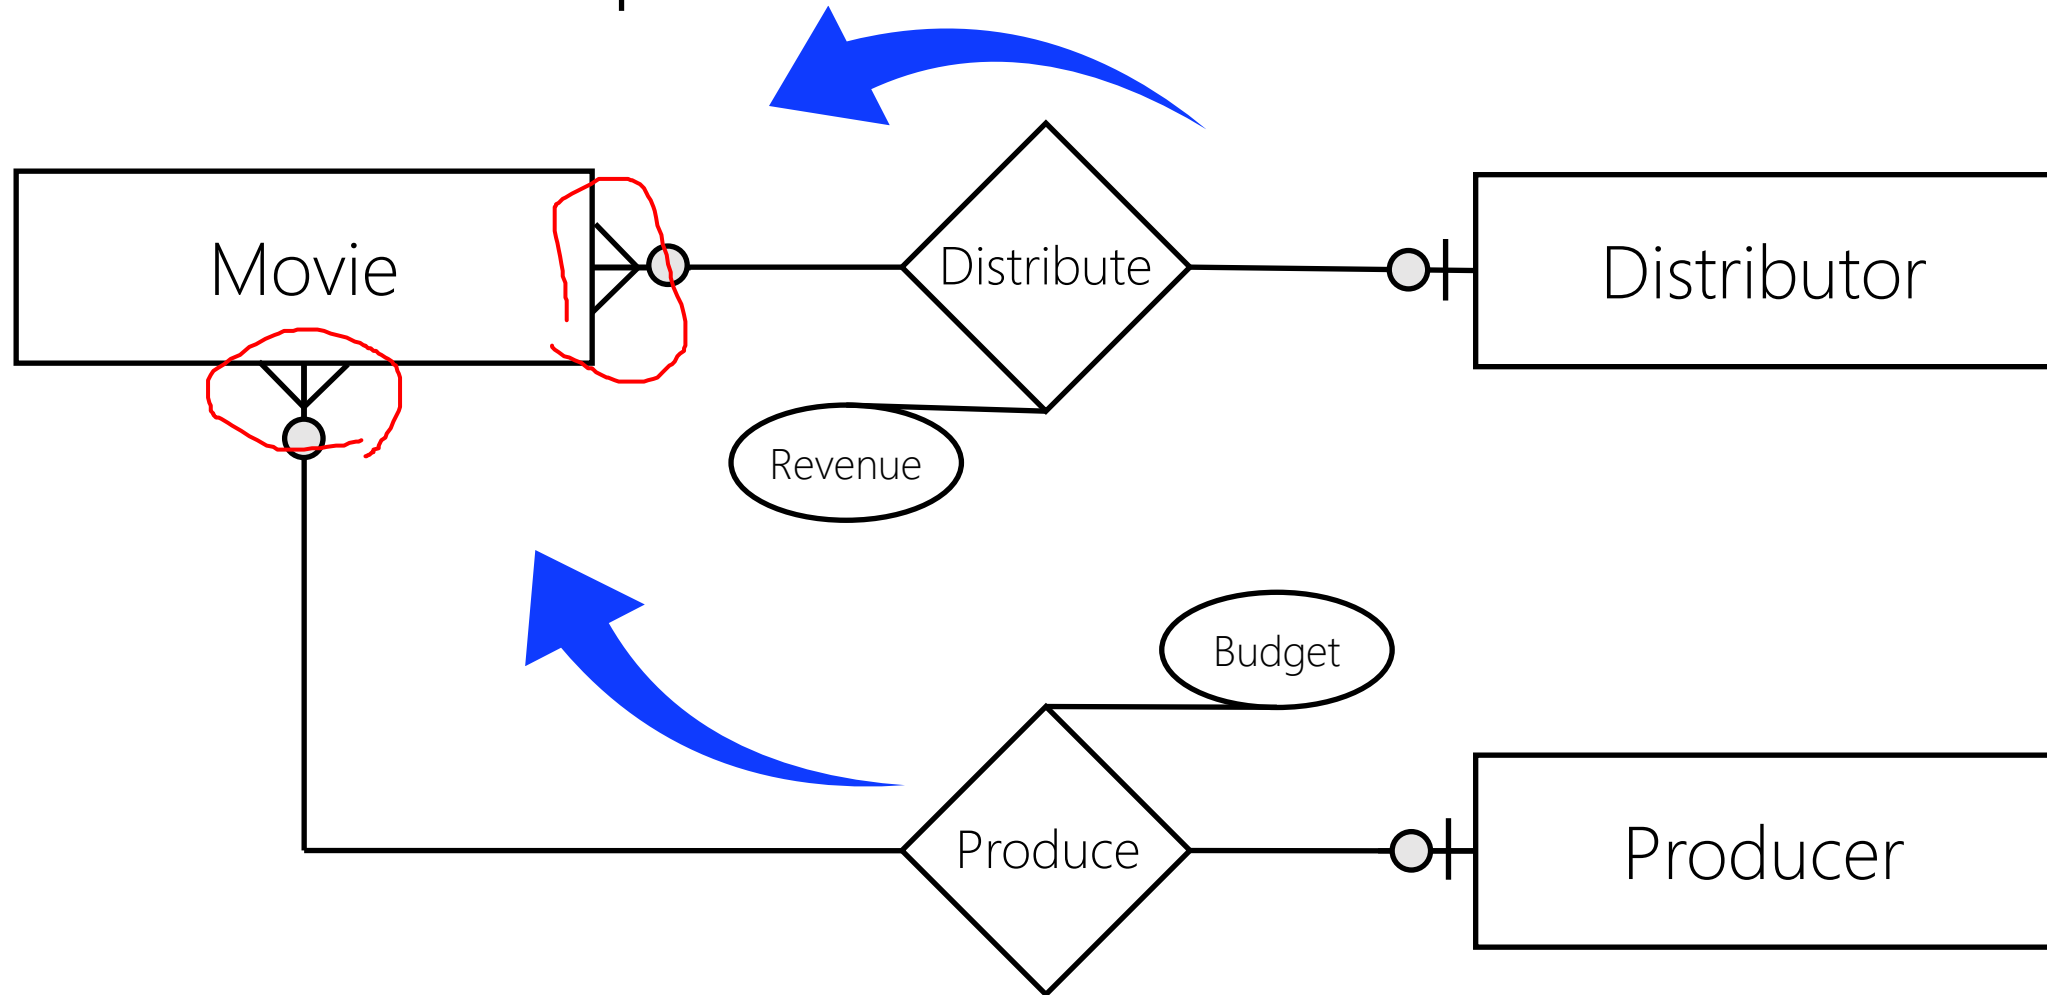 Movie
Distribute
Distributor
Revenue
Budget
Produce
Producer